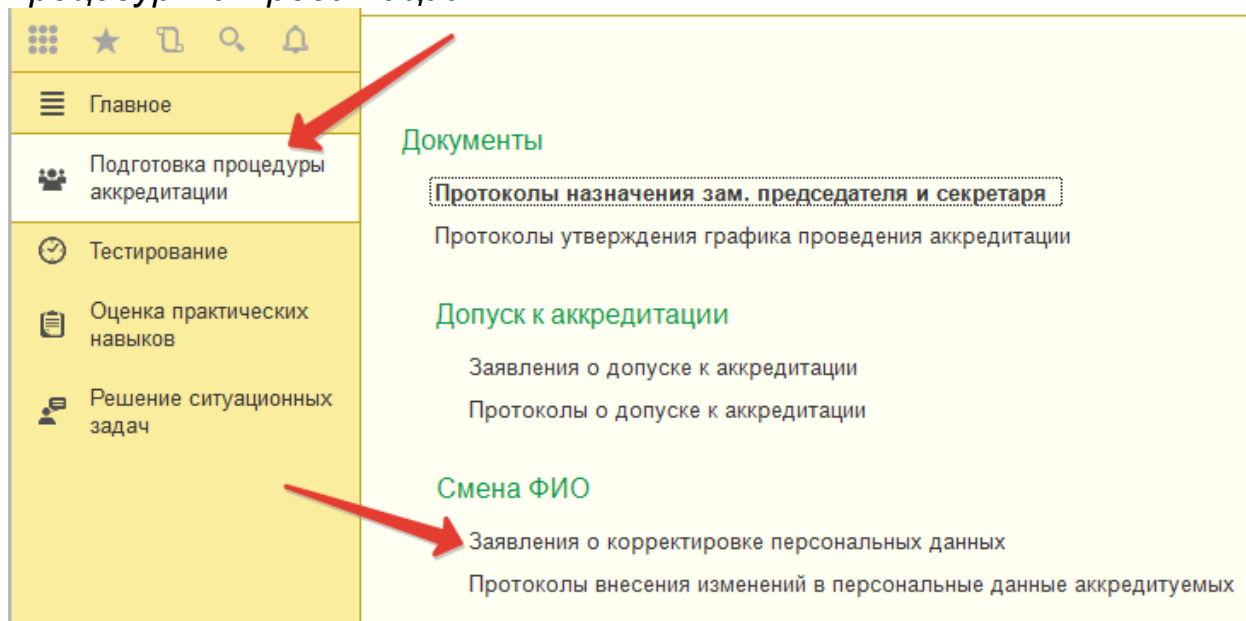 Главное
Подготовка процедуры
аккредитации
Тестирование
Оценка практических
навыков
Решение ситуационных
задач
Документы
Протоколы назначения зам. председателя и секретаря
Протоколы утверждения графика проведения аккредитации
Допуск к аккредитации
Заявления о допуске к аккредитации
Протоколы о допуске к аккредитации
Смена ФИО
Заявления о корректировке персональных данных
Протоколы внесения изменений в персональные данные аккредитуемых